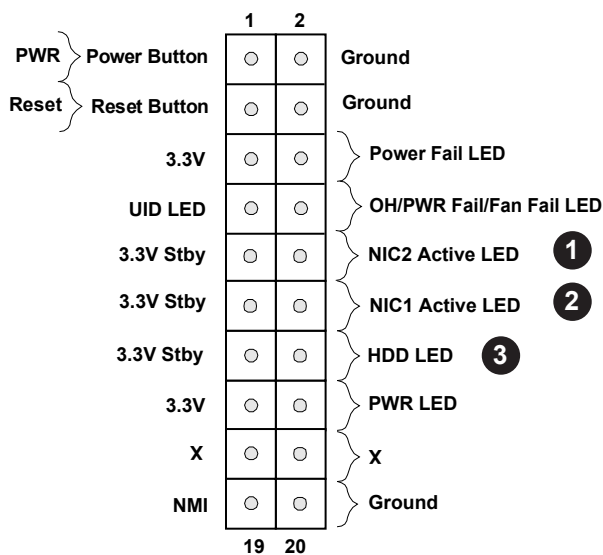 1 2
PWR Power Button Ground
Reset Reset Button Ground
3.3V Power Fail LED
UID LED OH/PWR Fail/Fan Fail LED
3.3V Stby NIC2 Active LED 1
3.3V Stby NIC1 Active LED 2
3.3V Stby HDD LED 3
3.3V PWR LED
X X
NMI Ground
19 20